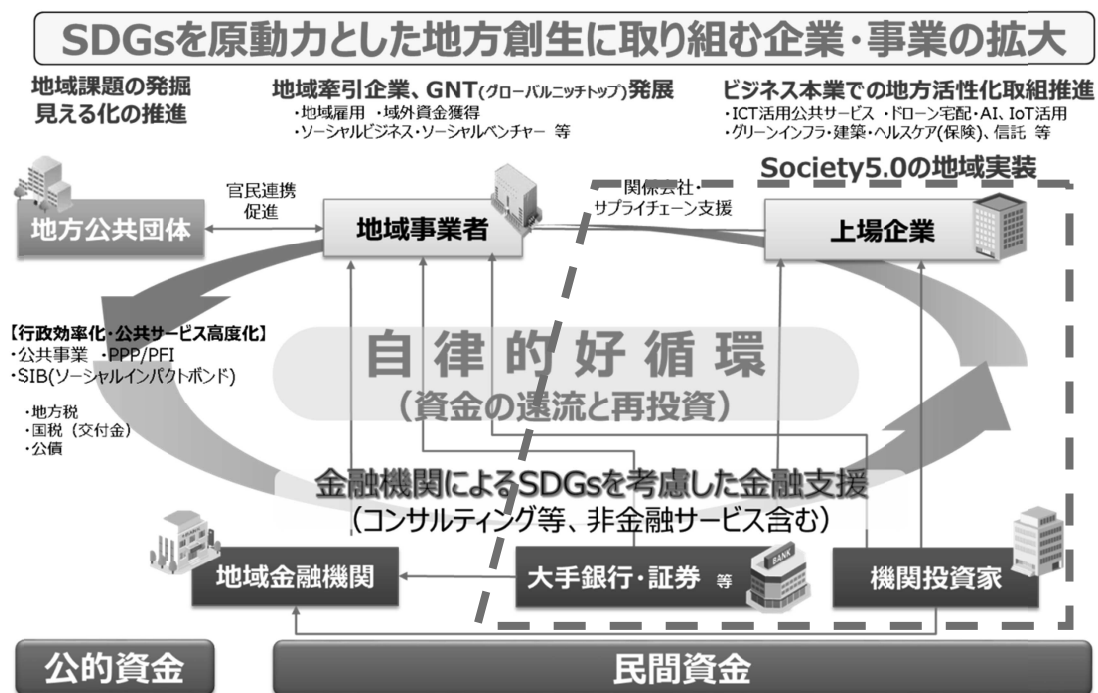 SDGsを原動力とした地方創生に取り組む企業・事業の拡大
地域課題の発掘
見える化の推進
地域牽引企業、GNT(グローバルニッチトップ)発展
・地域雇用 ・域外資金獲得
・ソーシャルビジネス・ソーシャルベンチャー 等
ビジネス本業での地方活性化取組推進
・ICT活用公共サービス ・ドローン宅配・AI、IoT活用
・グリーンインフラ・建築・ヘルスケア(保険)、信託 等
Society5.0の地域実装
地方公共団体
官民連携
促進
地域事業者
関係会社・
サプライチェーン支援
上場企業
【行政効率化・公共サービス高度化】
・公共事業 ・PPP/PFI
・SIB(ソーシャルインパクトボンド)
・地方税
・国税（交付金）
・公債
自律的好循環
（資金の還流と再投資）
金融機関によるSDGsを考慮した金融支援
（コンサルティング等、非金融サービス含む）
地域金融機関
大手銀行・証券 等
BANK
機関投資家
公的資金
民間資金